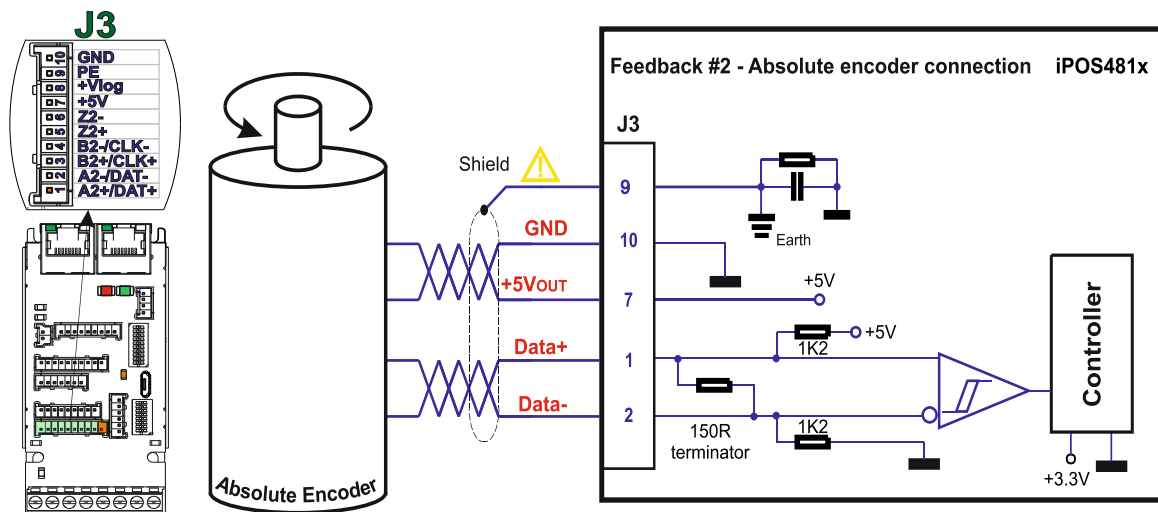 J3
10 GND
9 PE
8 +Vlog
7 +5V
6 Z2-
5 Z2+
4 B2-/CLK-
3 B2+/CLK+
2 A2-/DAT-
1 A2+/DAT+
Absolute Encoder
Shield
GND
+5VOUT
Data+
Data-
Feedback #2 - Absolute encoder connection iPOS481x
J3
9
10
7
1
2
Earth
+5V
+5V
1K2
150R
terminator
1K2
Controller
+3.3V